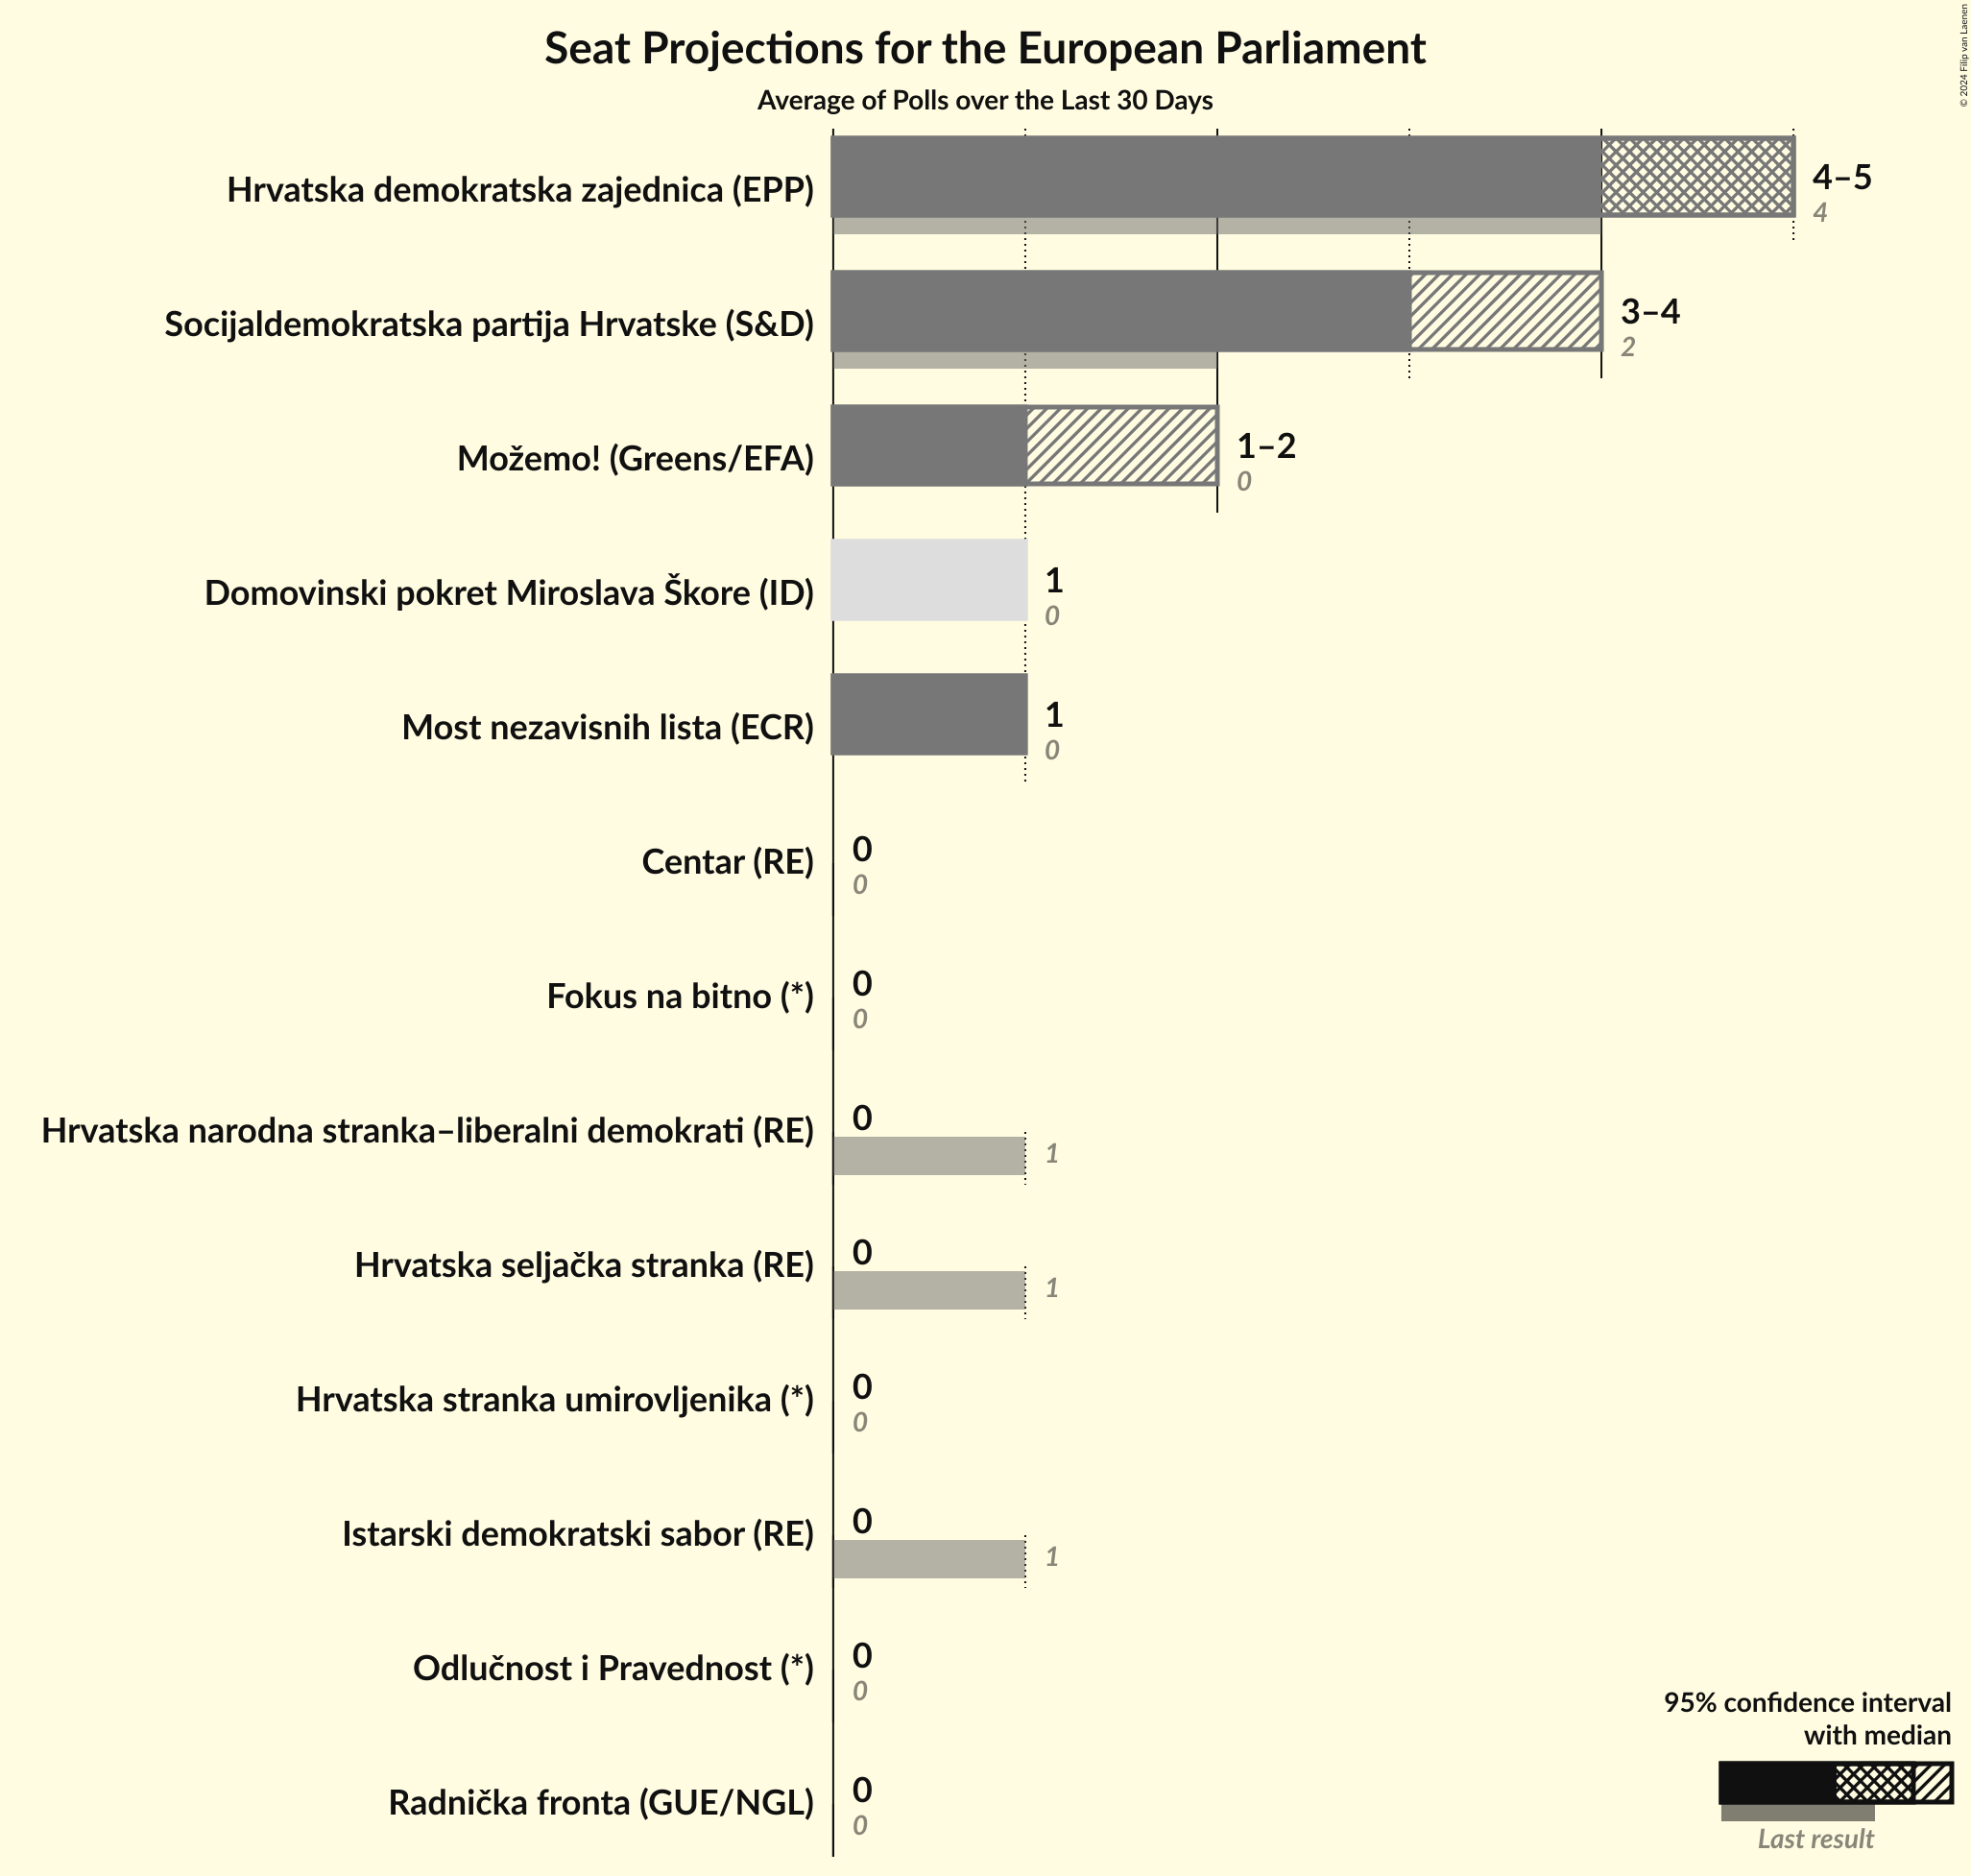 Seat Projections for the European Parliament
Average of Polls over the Last 30 Days
© 2024 Filip van Laenen
Hrvatska demokratska zajednica (EPP)
4–5
4
Socijaldemokratska partija Hrvatske (S&D)
3–4
2
Možemo! (Greens/EFA)
1–2
0
Domovinski pokret Miroslava Škore (ID)
1
0
Most nezavisnih lista (ECR)
1
0
Centar (RE)
0
0
Fokus na bitno (*)
0
0
Hrvatska narodna stranka–liberalni demokrati (RE)
0
1
Hrvatska seljačka stranka (RE)
0
1
Hrvatska stranka umirovljenika (*)
0
0
Istarski demokratski sabor (RE)
0
1
Odlučnost i Pravednost (*)
0
0
Radnička fronta (GUE/NGL)
0
0
95% confidence interval
with median
Last result